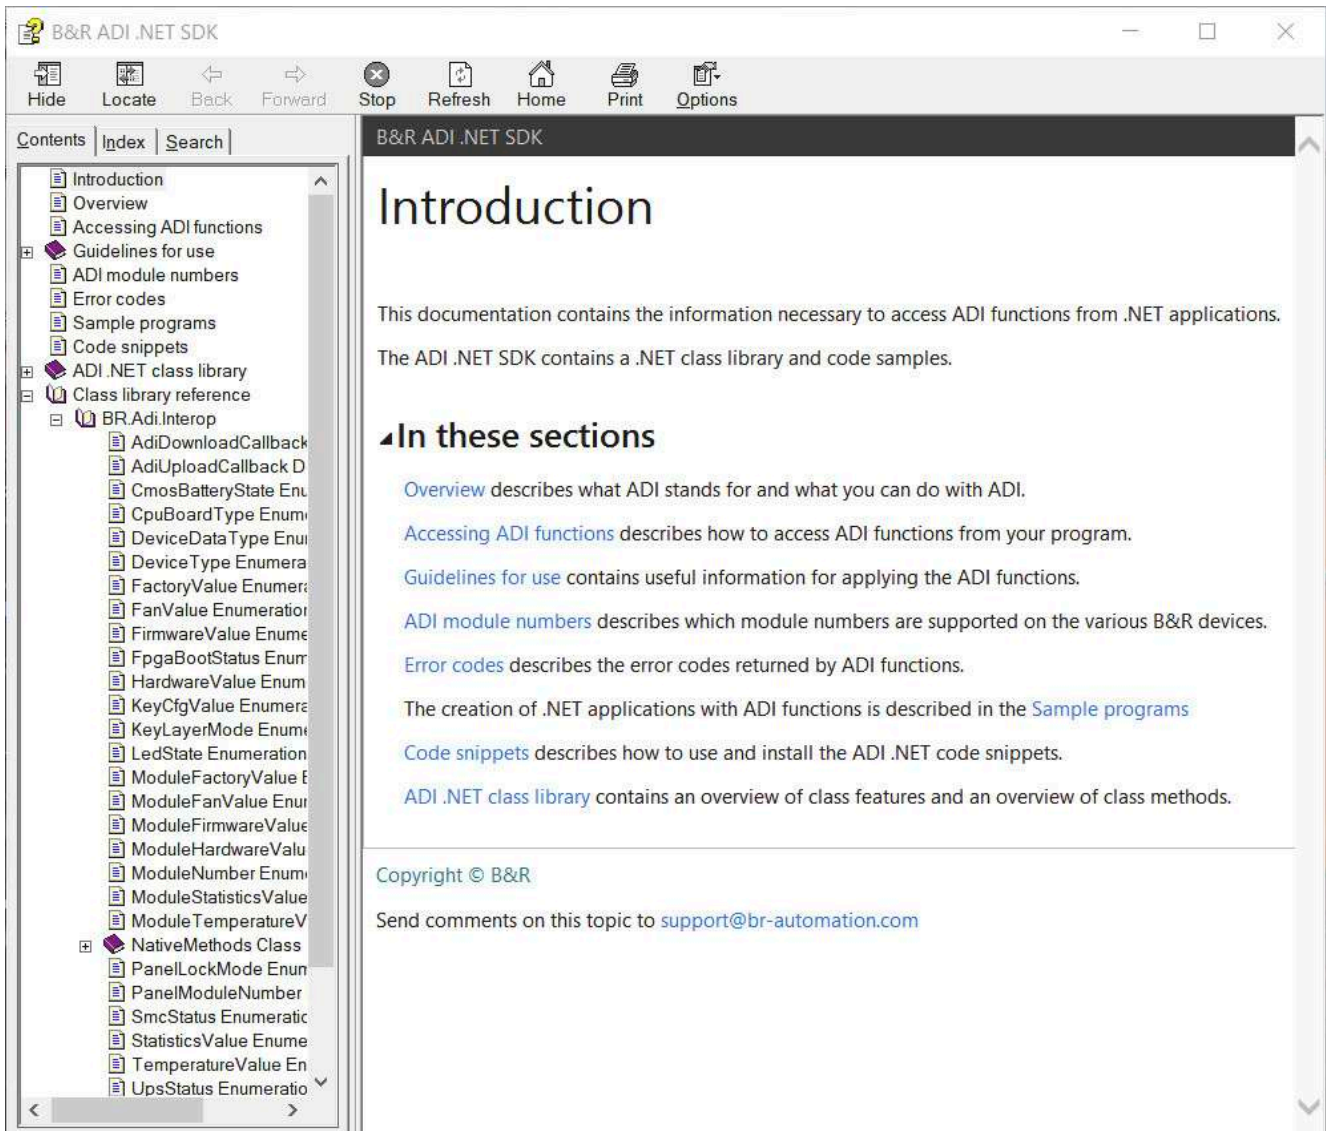 B&R ADI .NET SDK
Hide Locate Back Forward Stop Refresh Home Print Options
Contents Index Search
Introduction
Overview
Accessing ADI functions
Guidelines for use
ADI module numbers
Error codes
Sample programs
Code snippets
ADI .NET class library
Class library reference
BR.Adi.Interop
AdiDownloadCallback
AdiUploadCallback D
CmosBatteryState Enu
CpuBoardType Enum
DeviceDataType Enu
DeviceType Enumera
FactoryValue Enumera
FanValue Enumeration
FirmwareValue Enume
FpgaBootStatus Enum
HardwareValue Enum
KeyCfgValue Enumera
KeyLayerMode Enum
LedState Enumeration
ModuleFactoryValue E
ModuleFanValue Enu
ModuleFirmwareValue
ModuleHardwareValu
ModuleNumber Enum
ModuleStatisticsValue
ModuleTemperatureV
NativeMethods Class
PanelLockMode Enum
PanelModuleNumber
SmcStatus Enumeratio
StatisticsValue Enume
TemperatureValue En
UpsStatus Enumeratio
B&R ADI .NET SDK
Introduction
This documentation contains the information necessary to access ADI functions from .NET applications.
The ADI .NET SDK contains a .NET class library and code samples.
In these sections
Overview describes what ADI stands for and what you can do with ADI.
Accessing ADI functions describes how to access ADI functions from your program.
Guidelines for use contains useful information for applying the ADI functions.
ADI module numbers describes which module numbers are supported on the various B&R devices.
Error codes describes the error codes returned by ADI functions.
The creation of .NET applications with ADI functions is described in the Sample programs
Code snippets describes how to use and install the ADI .NET code snippets.
ADI .NET class library contains an overview of class features and an overview of class methods.
Copyright © B&R
Send comments on this topic to support@br-automation.com